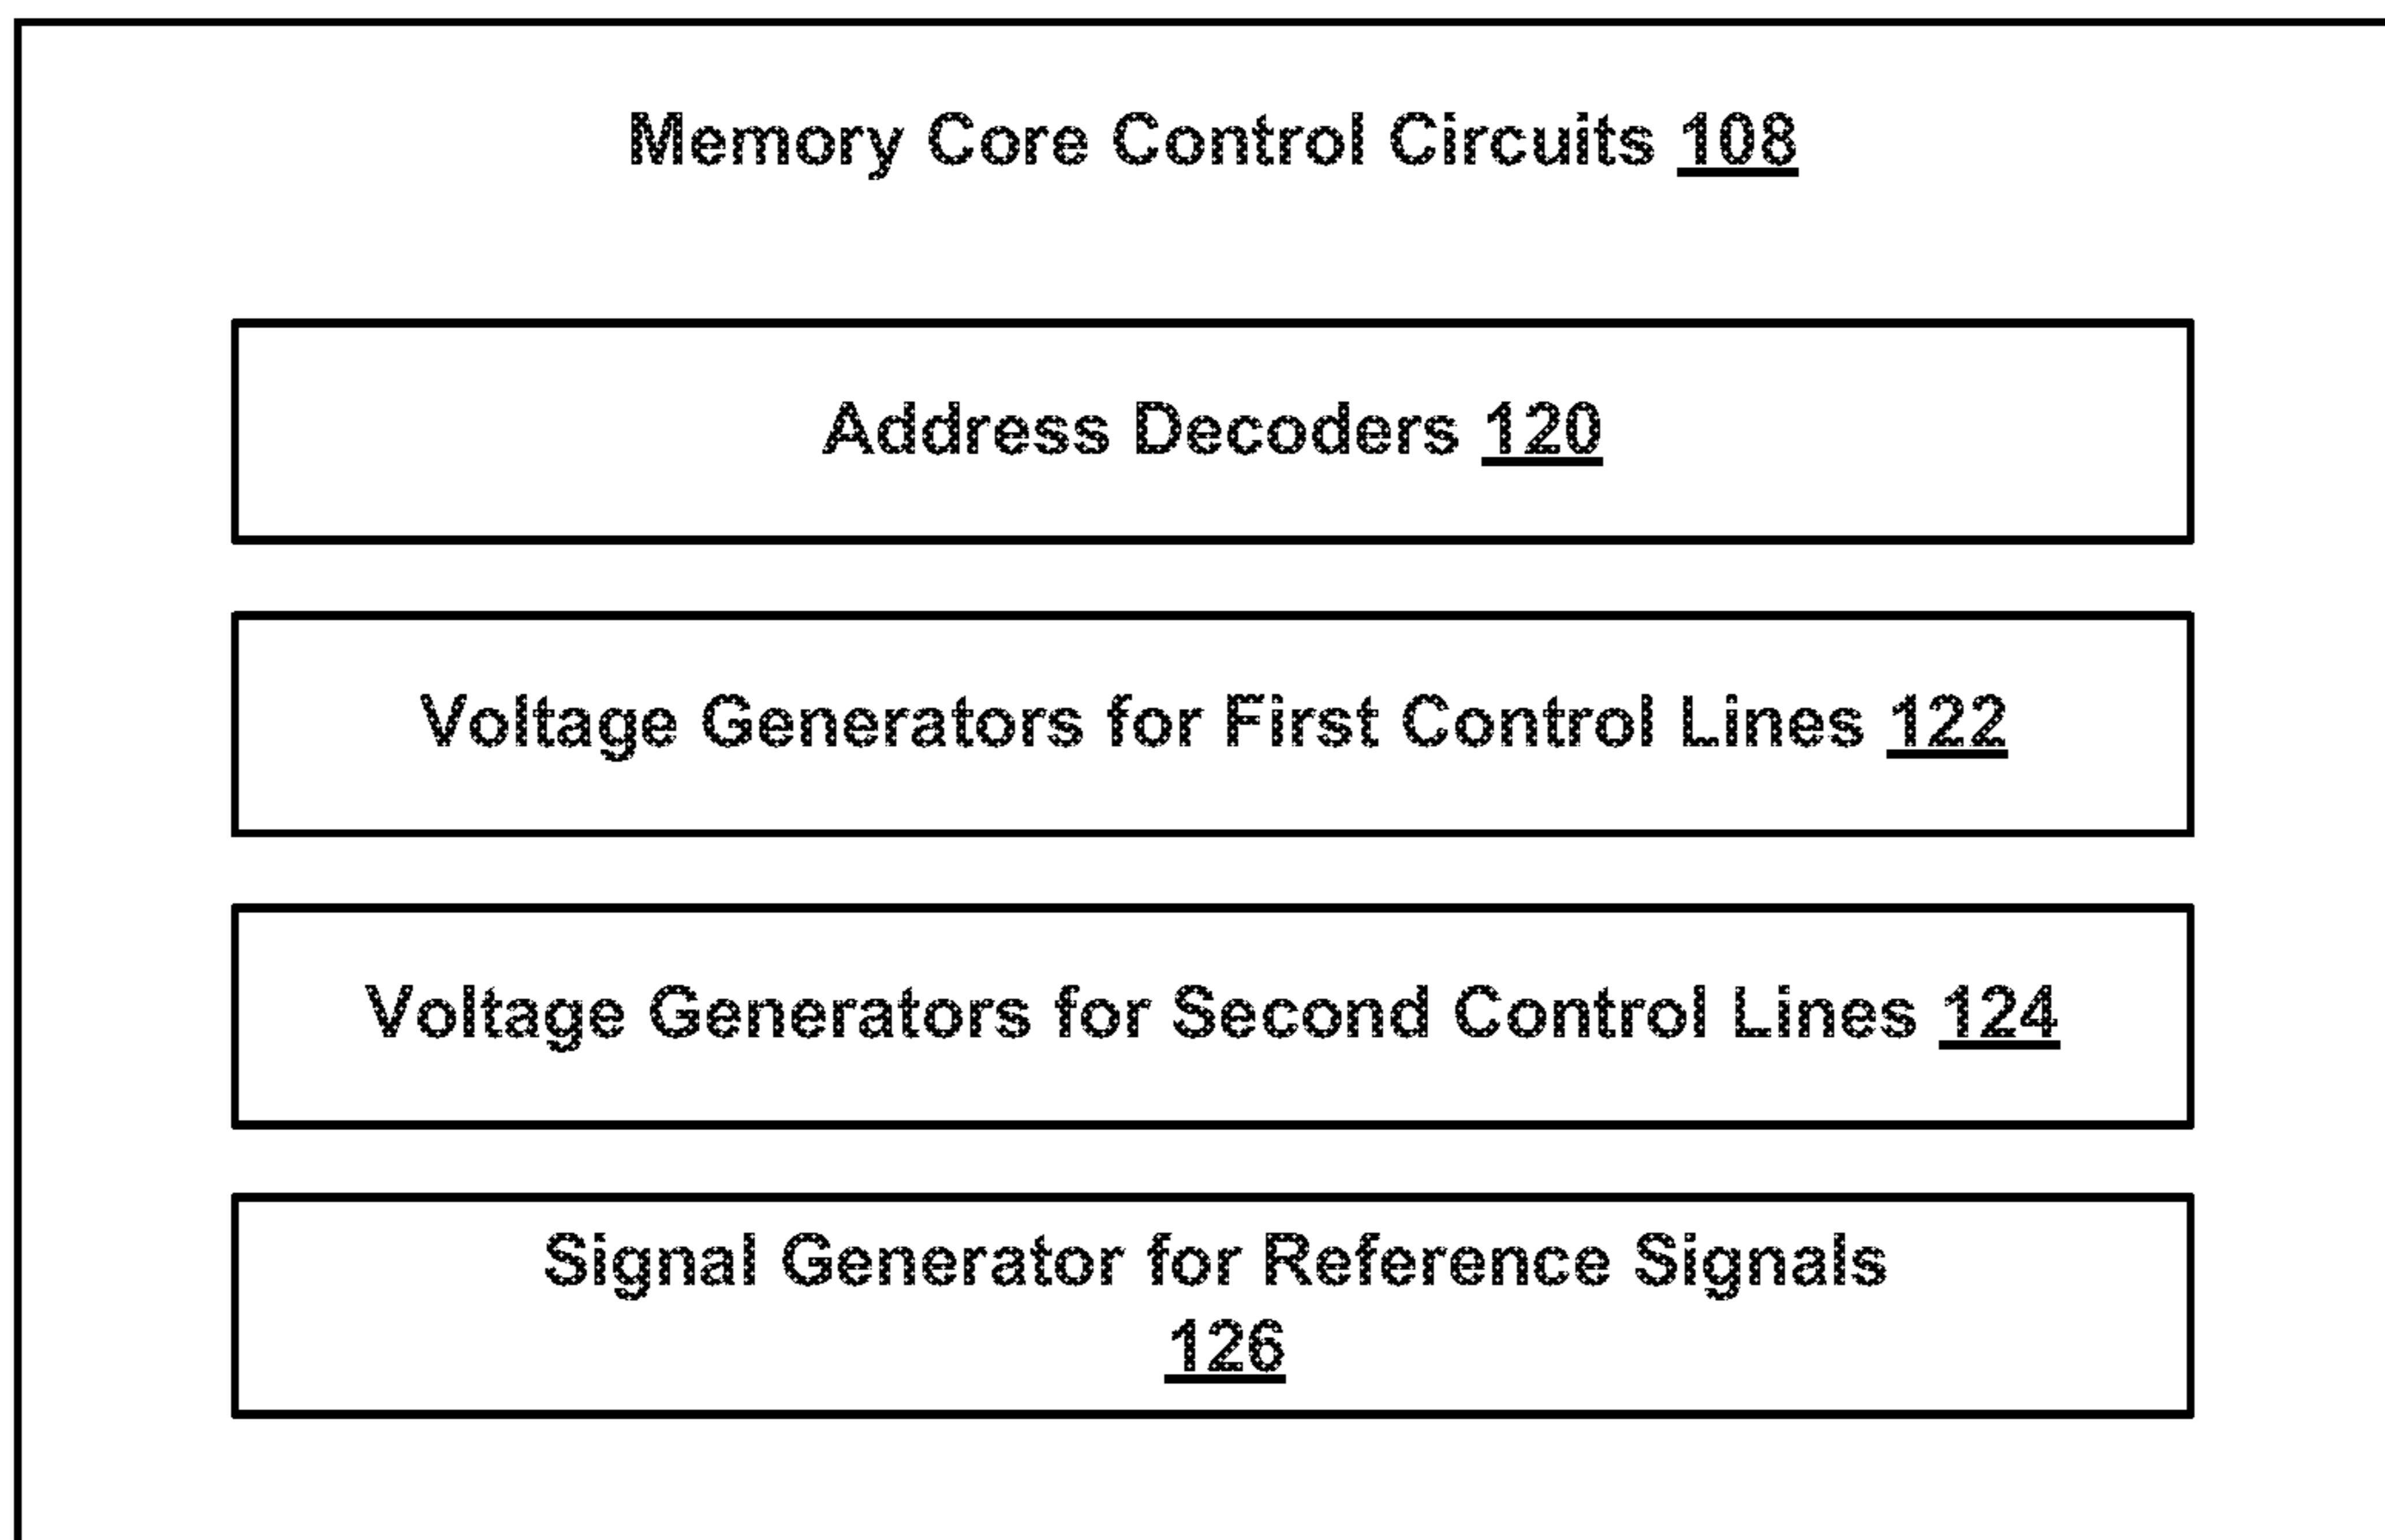 Memory Core Control Circuits 108
Address Decoders 120
Voltage Generators for First Control Lines 122
Voltage Generators for Second Control Lines 124
Signal Generator for Reference Signals
126